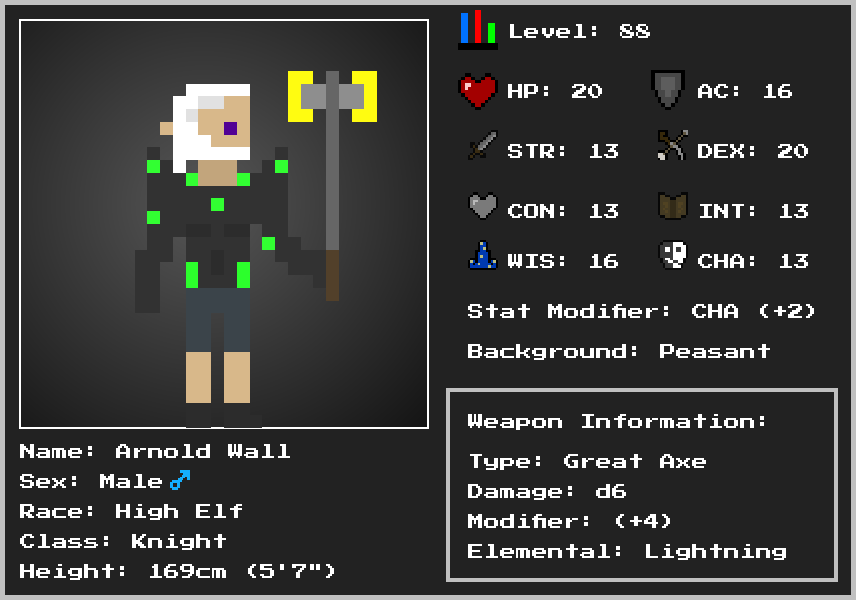 Level: 88
HP: 20 AC: 16
STR: 13 DEX: 20
CON: 13 INT: 13
WIS: 16 CHA: 13
Stat Modifier: CHA (+2)
Background: Peasant
Weapon Information:
Type: Great Axe
Damage: d6
Modifier: (+4)
Elemental: Lightning
Name: Arnold Wall
Sex: Male♂
Race: High Elf
Class: Knight
Height: 169cm (5'7")